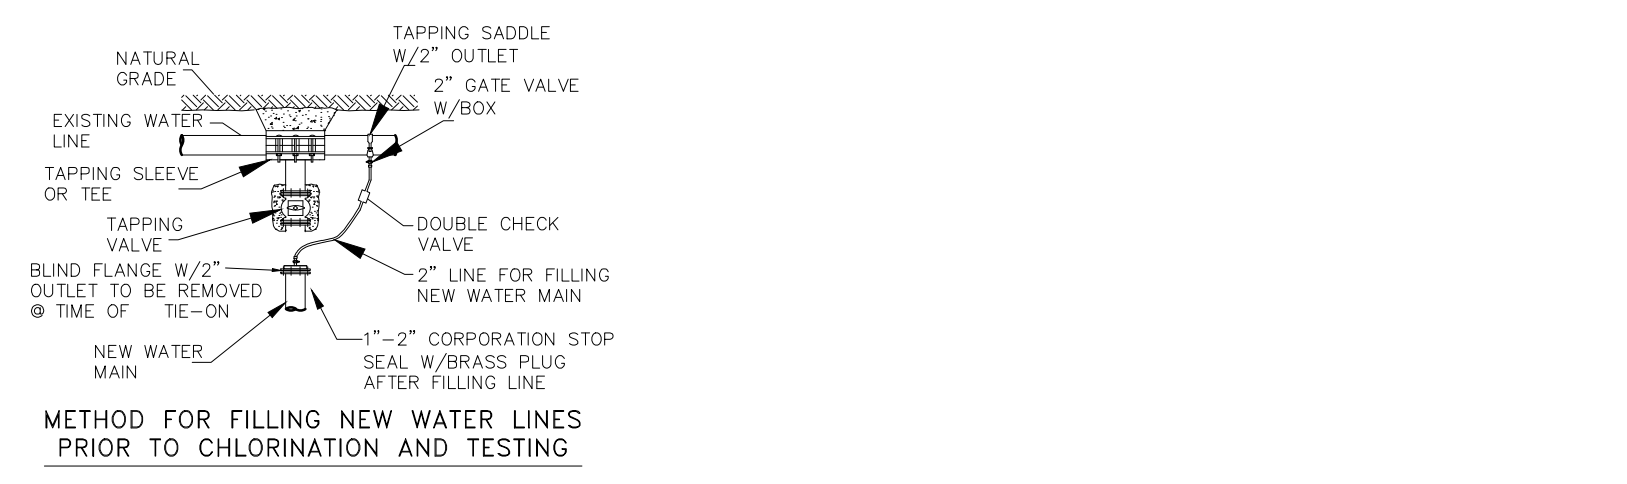 TAPPING SADDLE
W/2” OUTLET
NATURAL
GRADE
2” GATE VALVE
W/BOX
EXISTING WATER
LINE
TAPPING SLEEVE
OR TEE
TAPPING
VALVE
DOUBLE CHECK
VALVE
BLIND FLANGE W/2”
OUTLET TO BE REMOVED
@ TIME OF TIE-ON
2” LINE FOR FILLING
NEW WATER MAIN
NEW WATER
MAIN
1”-2” CORPORATION STOP
SEAL W/BRASS PLUG
AFTER FILLING LINE
METHOD FOR FILLING NEW WATER LINES
PRIOR TO CHLORINATION AND TESTING